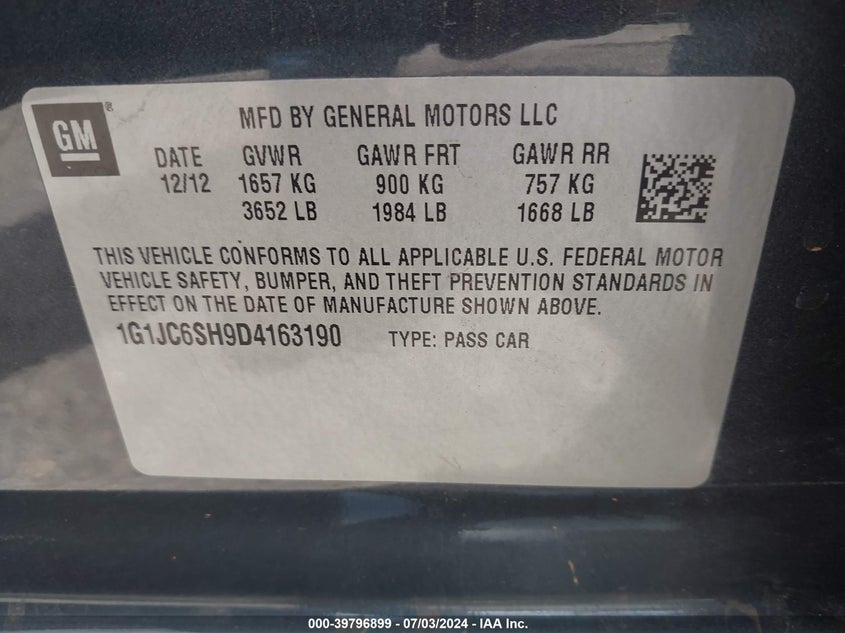 GM®
MFD BY GENERAL MOTORS LLC
DATE GVWR GAWR FRT GAWR RR
12/12 1657 KG 900 KG 757 KG
3652 LB 1984 LB 1668 LB
THIS VEHICLE CONFORMS TO ALL APPLICABLE U.S. FEDERAL MOTOR
VEHICLE SAFETY, BUMPER, AND THEFT PREVENTION STANDARDS IN
EFFECT ON THE DATE OF MANUFACTURE SHOWN ABOVE.
1G1JC6SH9D4163190 TYPE: PASS CAR
000-39796899 - 07/03/2024 - IAA Inc.